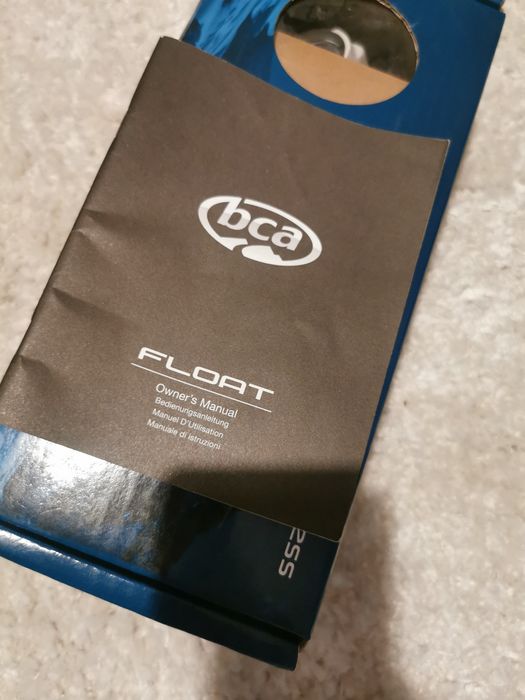 bca
FLOAT
Owner's Manual
Bedienungsanleitung
Manuel D'Utilisation
Manuale di istruzioni